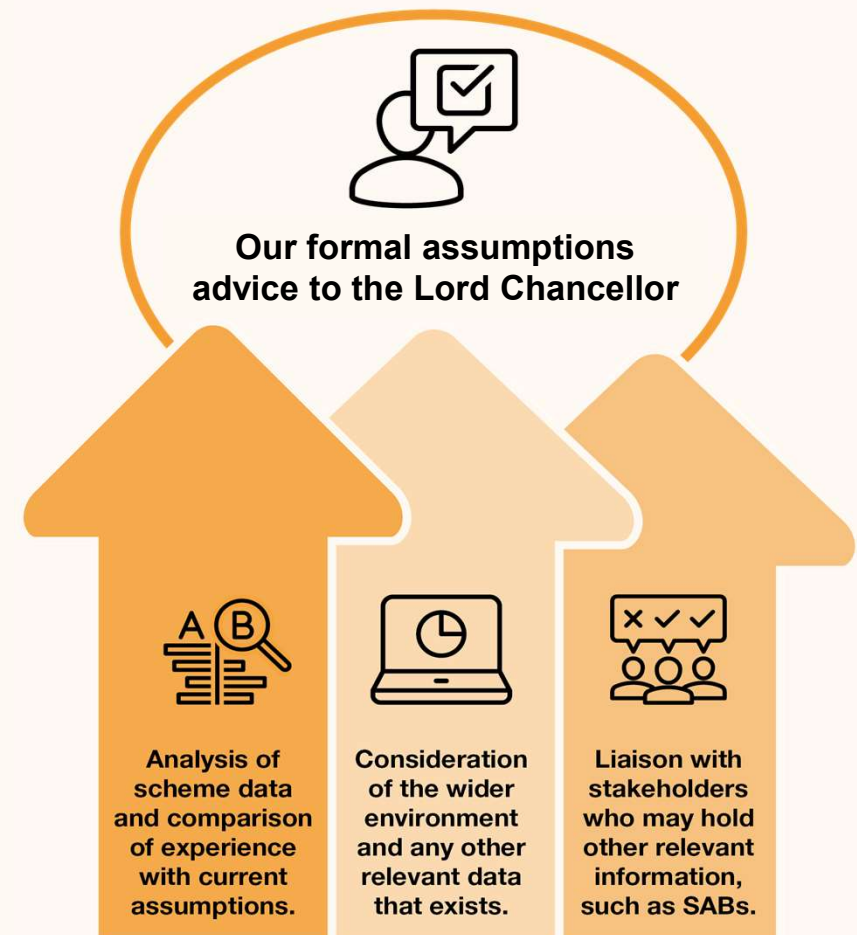 Our formal assumptions
advice to the Lord Chancellor
A B
Analysis of
scheme data
and comparison
of experience
with current
assumptions.
Consideration
of the wider
environment
and any other
relevant data
that exists.
Liaison with
stakeholders
who may hold
other relevant
information,
such as SABs.